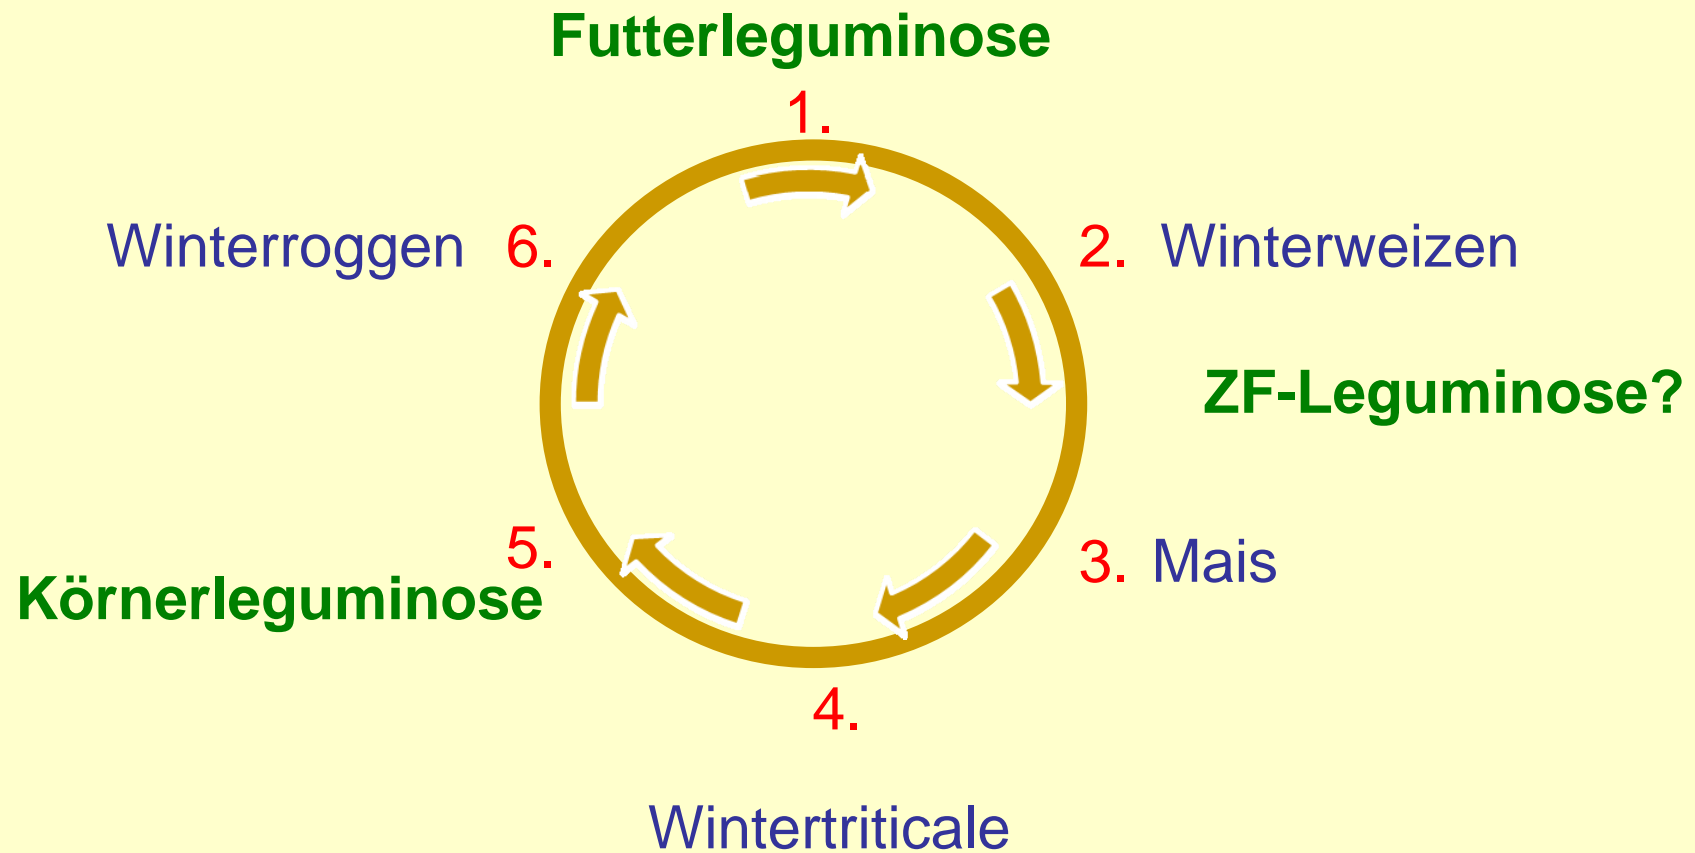 Futterleguminose
1.
Winterroggen 6.
2. Winterweizen
ZF-Leguminose?
5.
Körnerleguminose
3. Mais
4.
Wintertriticale